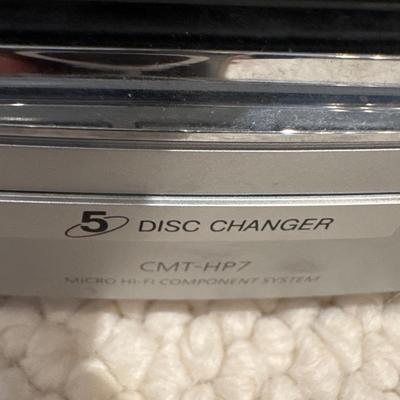 5 DISC CHANGER
CMT-HP7
MICRO HI-FI COMPONENT SYSTEM